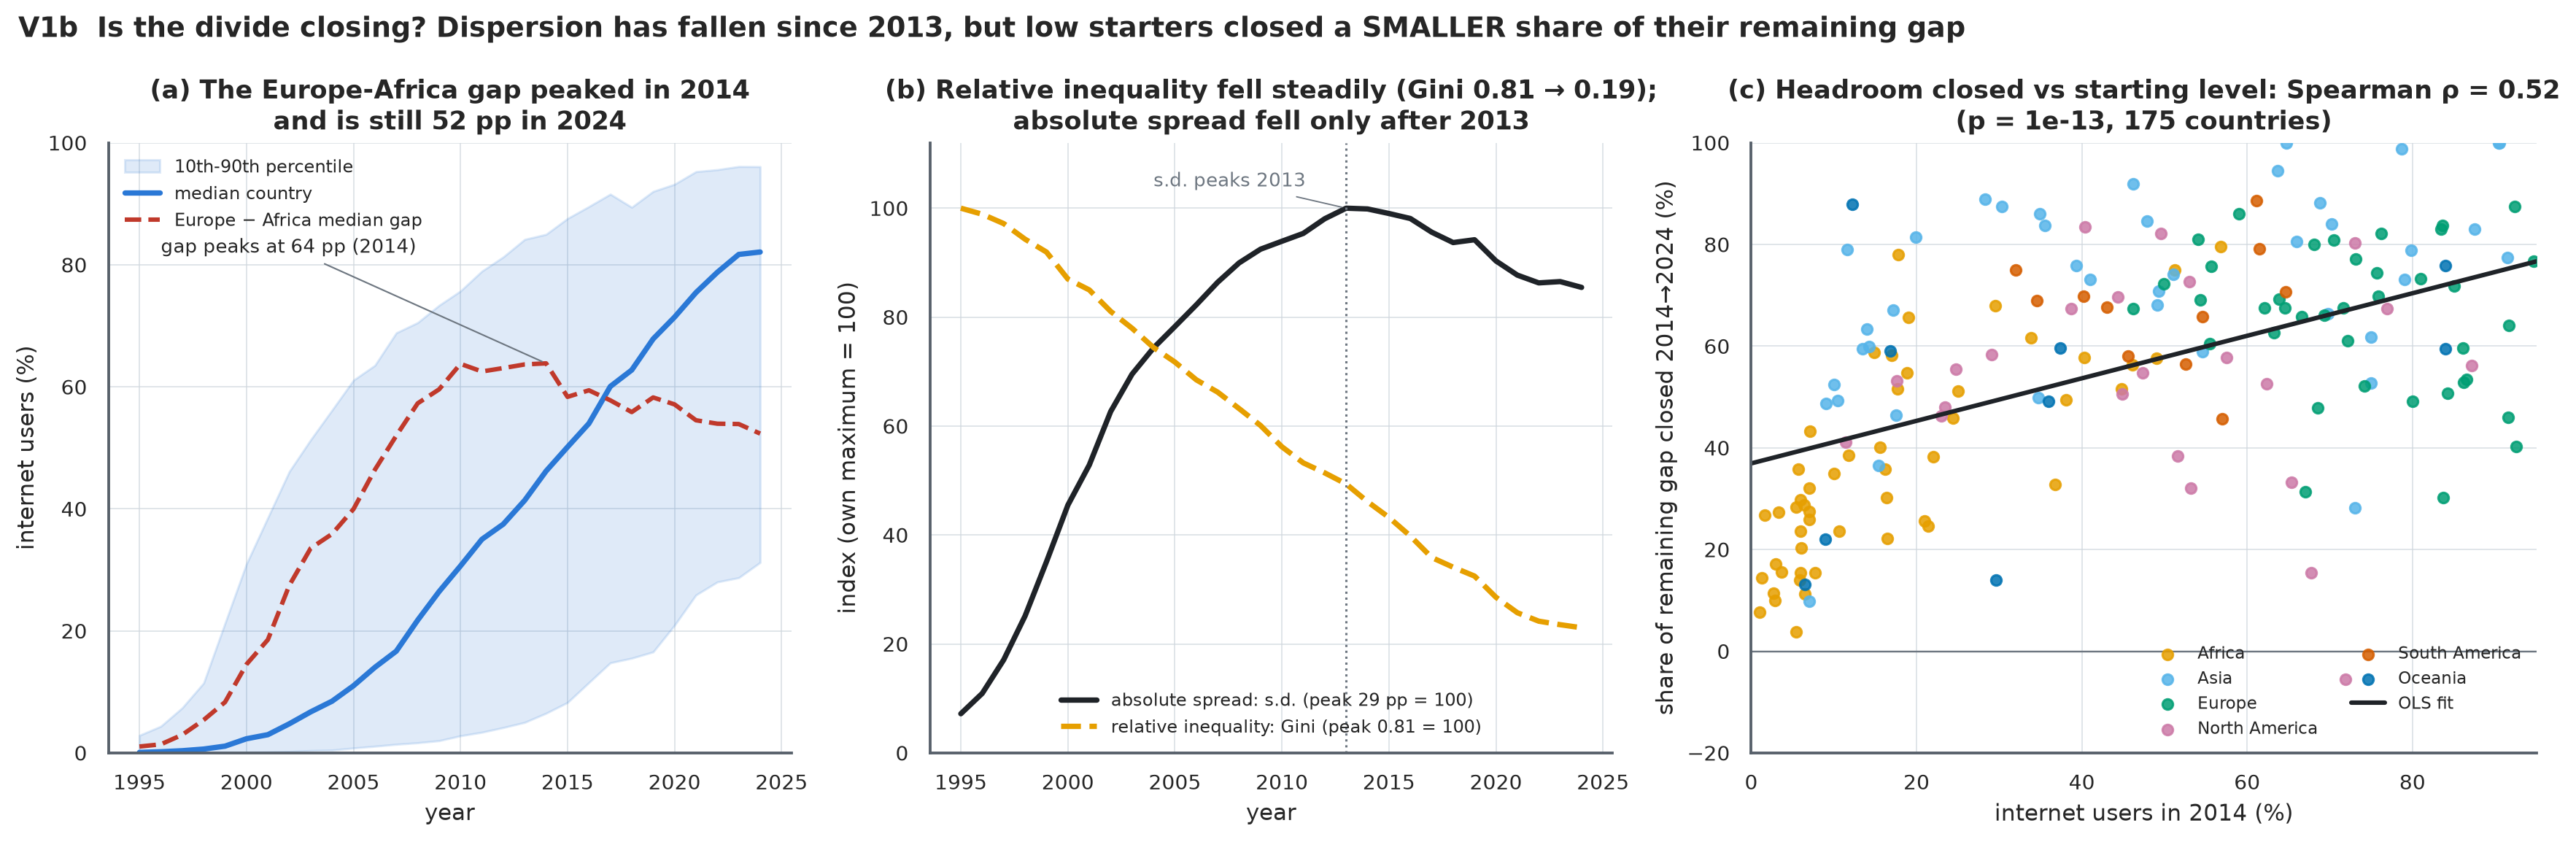 V1b  Is the divide closing? Dispersion has fallen since 2013, but low starters closed a SMALLER share of their remaining gap
(a) The Europe-Africa gap peaked in 2014
and is still 52 pp in 2024
100
80
60
40
20
0
internet users (%)
10th-90th percentile
median country
Europe − Africa median gap
gap peaks at 64 pp (2014)
1995
2000
2005
2010
2015
2020
2025
year
(b) Relative inequality fell steadily (Gini 0.81 → 0.19);
absolute spread fell only after 2013
100
80
60
40
20
0
index (own maximum = 100)
s.d. peaks 2013
absolute spread: s.d. (peak 29 pp = 100)
relative inequality: Gini (peak 0.81 = 100)
1995
2000
2005
2010
2015
2020
2025
year
(c) Headroom closed vs starting level: Spearman ρ = 0.52
(p = 1e-13, 175 countries)
100
80
60
40
20
0
−20
share of remaining gap closed 2014→2024 (%)
Africa
Asia
Europe
North America
South America
Oceania
OLS fit
0
20
40
60
80
internet users in 2014 (%)